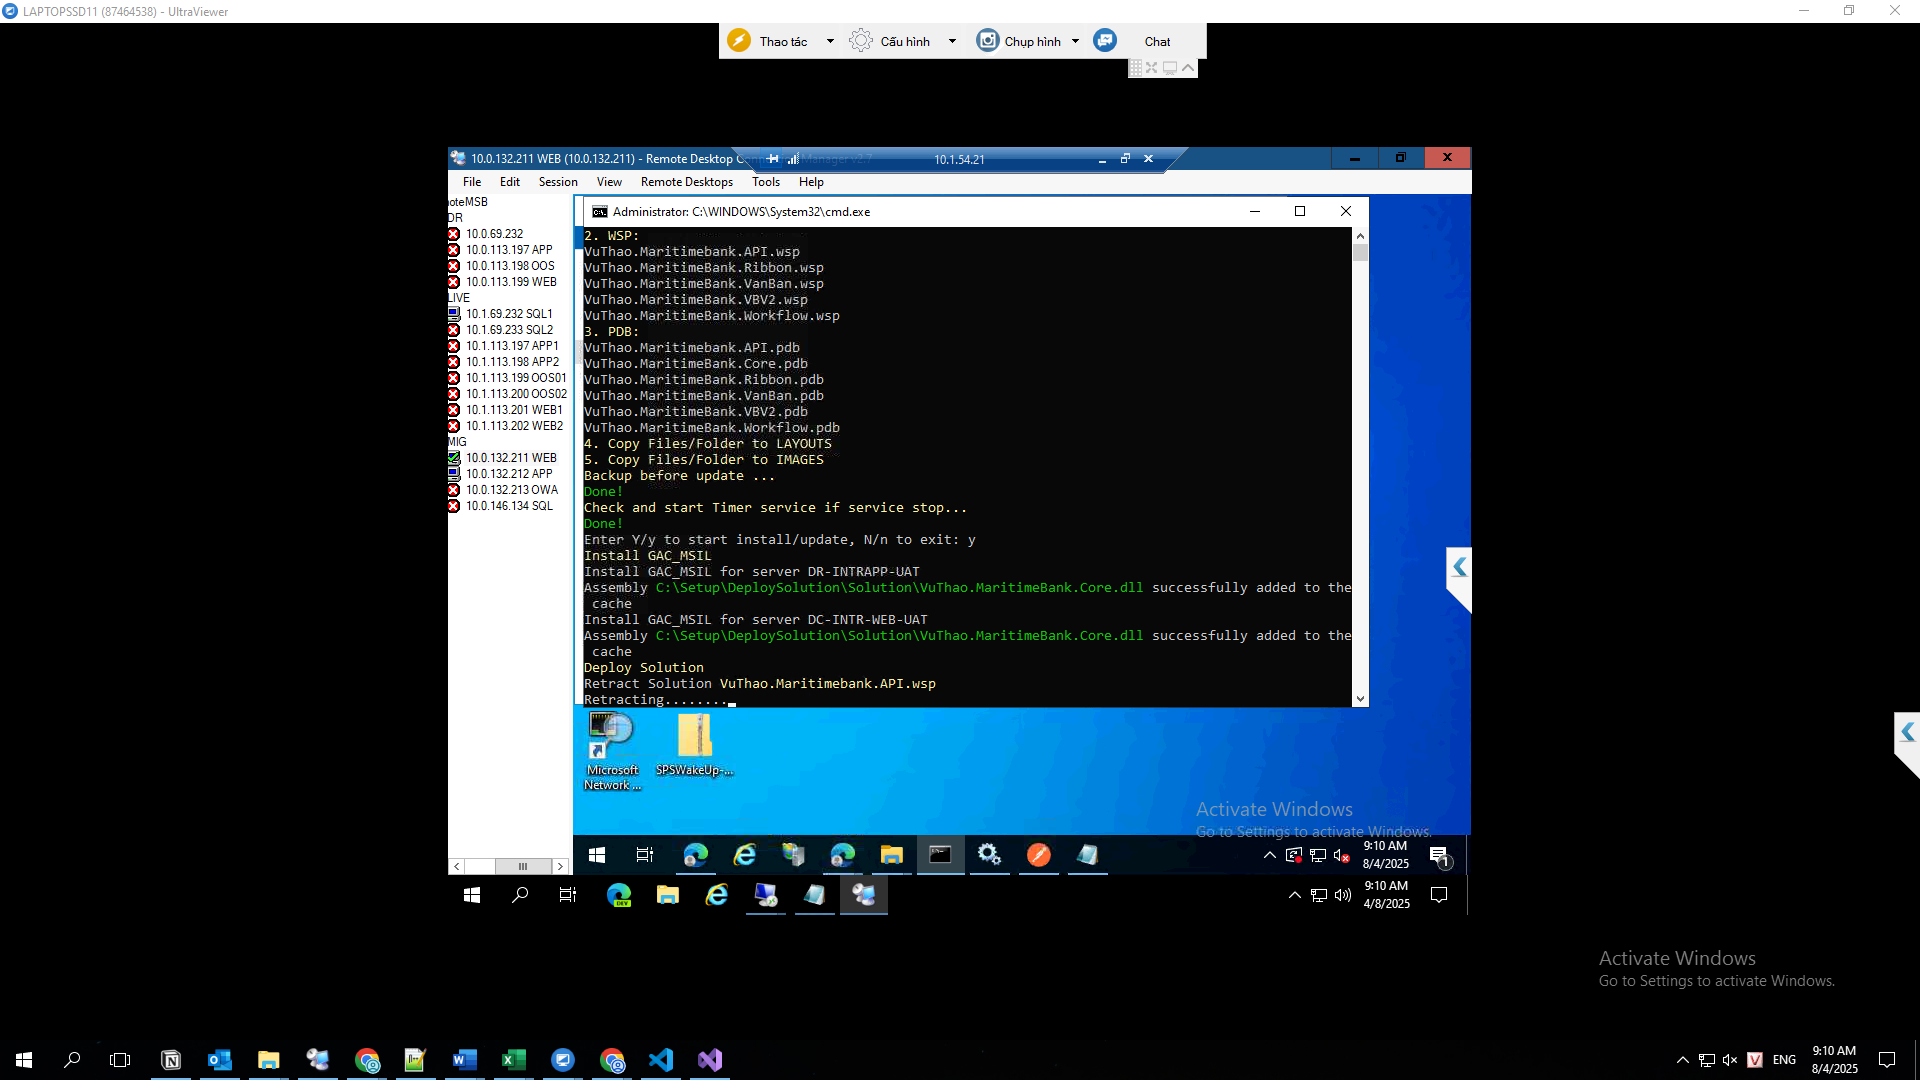 LAPTOPSSD11 (87464538) - UltraViewer
Thao tác
Cấu hình
Chụp hình
Chat
10.0.132.211 WEB (10.0.132.211) - Remote Desktop Connection Manager v2.7
10.1.54.21
File Edit Session View Remote Desktops Tools Help
oteMSB
DR
10.0.69.232
10.0.113.197 APP
10.0.113.198 OOS
10.0.113.199 WEB
LIVE
10.1.69.232 SQL1
10.1.69.233 SQL2
10.1.113.197 APP1
10.1.113.198 APP2
10.1.113.199 OOS01
10.1.113.200 OOS02
10.1.113.201 WEB1
10.1.113.202 WEB2
MIG
10.0.132.211 WEB
10.0.132.212 APP
10.0.132.213 OWA
10.0.146.134 SQL
Administrator: C:\WINDOWS\System32\cmd.exe
2. WSP:
VuThao.Maritimebank.API.wsp
VuThao.MaritimeBank.Ribbon.wsp
VuThao.MaritimeBank.VanBan.wsp
VuThao.MaritimeBank.VBV2.wsp
VuThao.MaritimeBank.Workflow.wsp
3. PDB:
VuThao.Maritimebank.API.pdb
VuThao.MaritimeBank.Core.pdb
VuThao.MaritimeBank.Ribbon.pdb
VuThao.MaritimeBank.VanBan.pdb
VuThao.MaritimeBank.VBV2.pdb
VuThao.MaritimeBank.Workflow.pdb
4. Copy Files/Folder to LAYOUTS
5. Copy Files/Folder to IMAGES
Backup before update ...
Done!
Check and start Timer service if service stop...
Done!
Enter Y/y to start install/update, N/n to exit: y
Install GAC_MSIL
Install GAC_MSIL for server DR-INTRAPP-UAT
Assembly C:\Setup\DeploySolution\Solution\VuThao.MaritimeBank.Core.dll successfully added to the
cache
Install GAC_MSIL for server DC-INTR-WEB-UAT
Assembly C:\Setup\DeploySolution\Solution\VuThao.MaritimeBank.Core.dll successfully added to the
cache
Deploy Solution
Retract Solution VuThao.Maritimebank.API.wsp
Retracting........
Microsoft
Network ...
SPSWakeUp-...
Activate Windows
Go to Settings to activate Windows.
9:10 AM
8/4/2025
1
DEV
9:10 AM
4/8/2025
Activate Windows
Go to Settings to activate Windows.
ENG
9:10 AM
8/4/2025